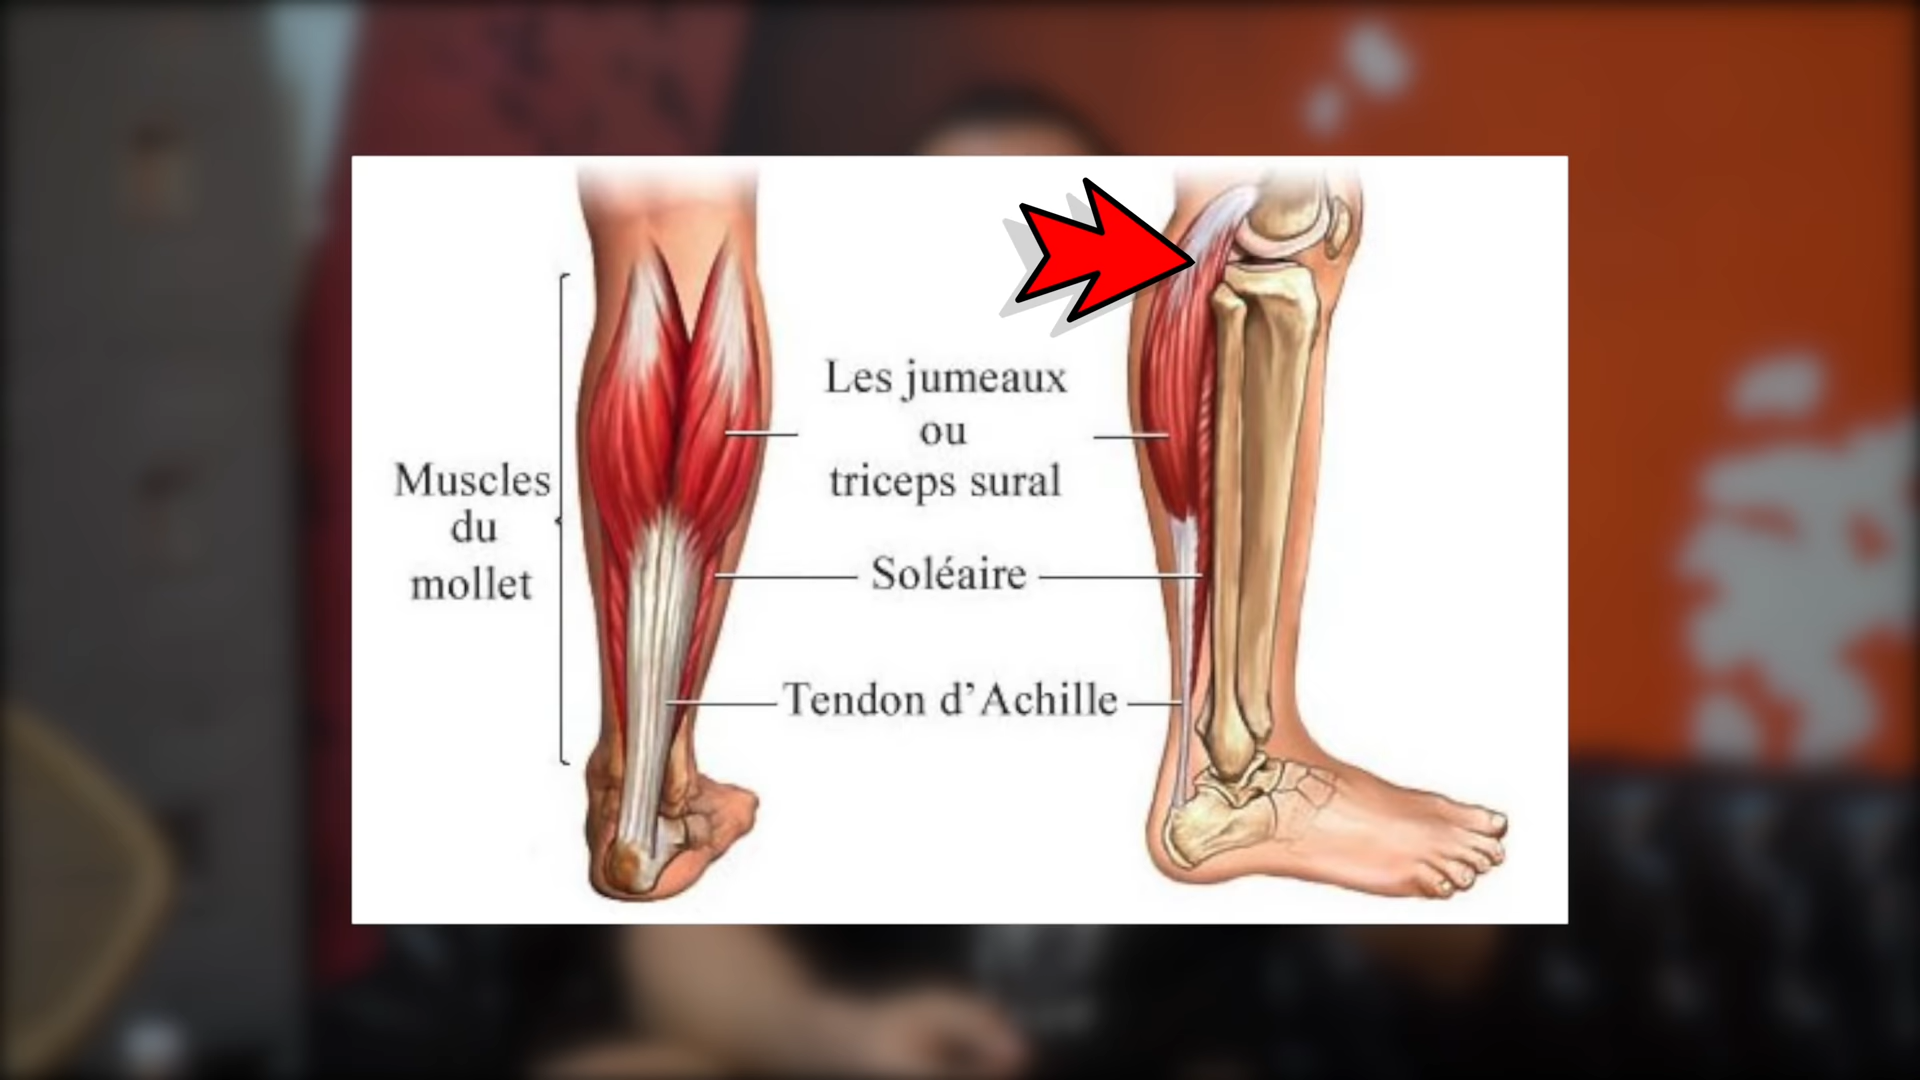 Muscles
du
mollet
Les jumeaux
ou
triceps sural
Soléaire
Tendon d'Achille